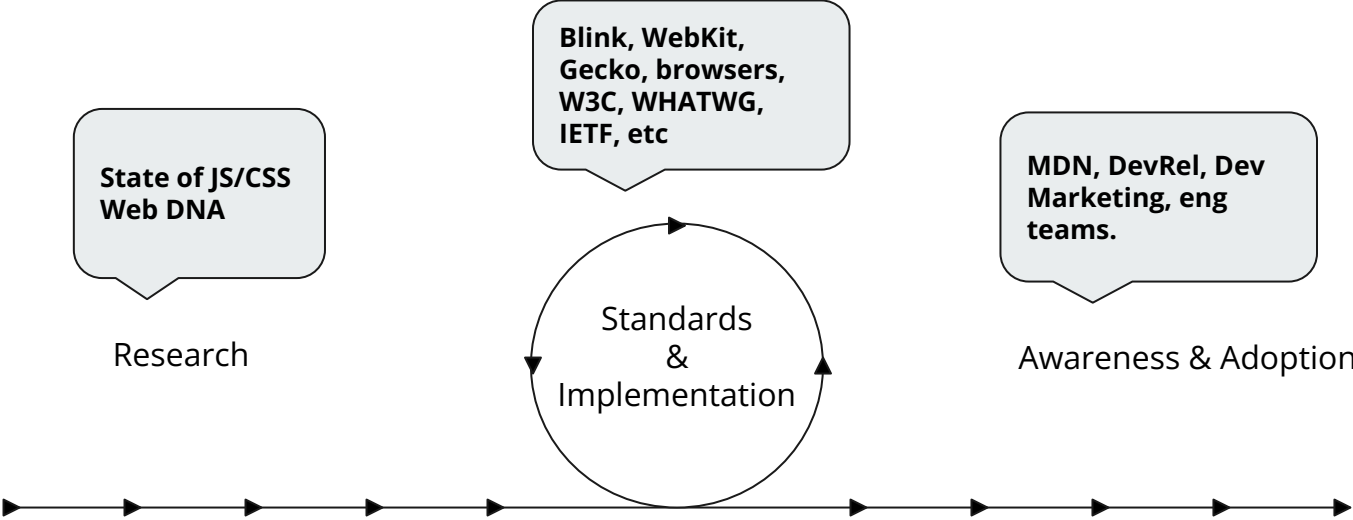 State of JS/CSS
Web DNA
Research
Blink, WebKit,
Gecko, browsers,
W3C, WHATWG,
IETF, etc
Standards
&
Implementation
MDN, DevRel, Dev
Marketing, eng
teams.
Awareness & Adoption